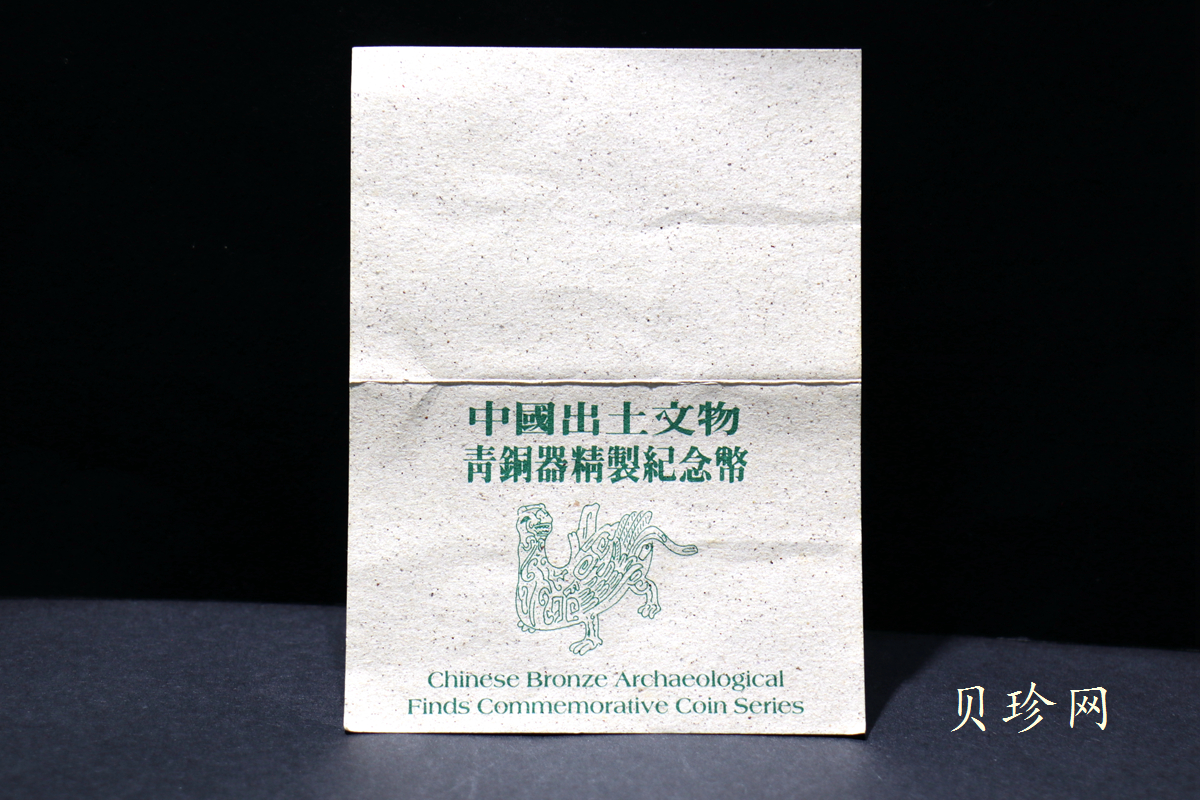 中國出土文物
青銅器精製紀念幣
Chinese Bronze Archaeological
Finds Commemorative Coin Series
贝珍网